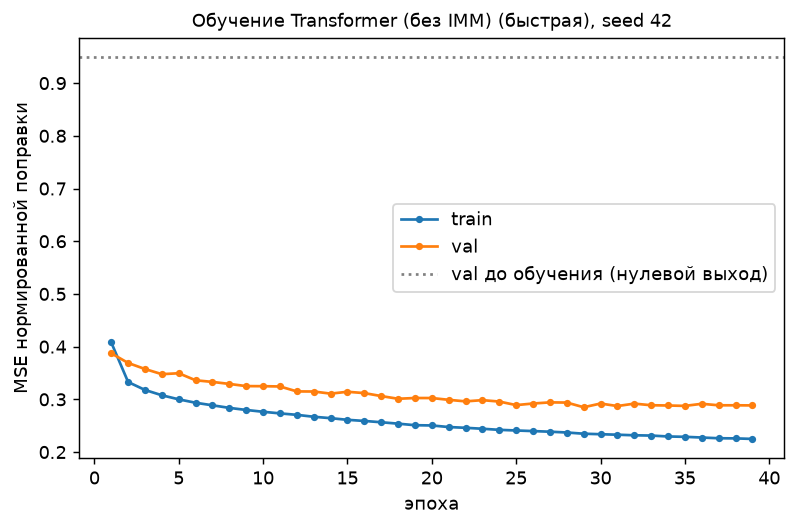 Обучение Transformer (без IMM) (быстрая), seed 42
MSE нормированной поправки
0.9
0.8
0.7
0.6
0.5
0.4
0.3
0.2
train
val
val до обучения (нулевой выход)
0 5 10 15 20 25 30 35 40
эпоха